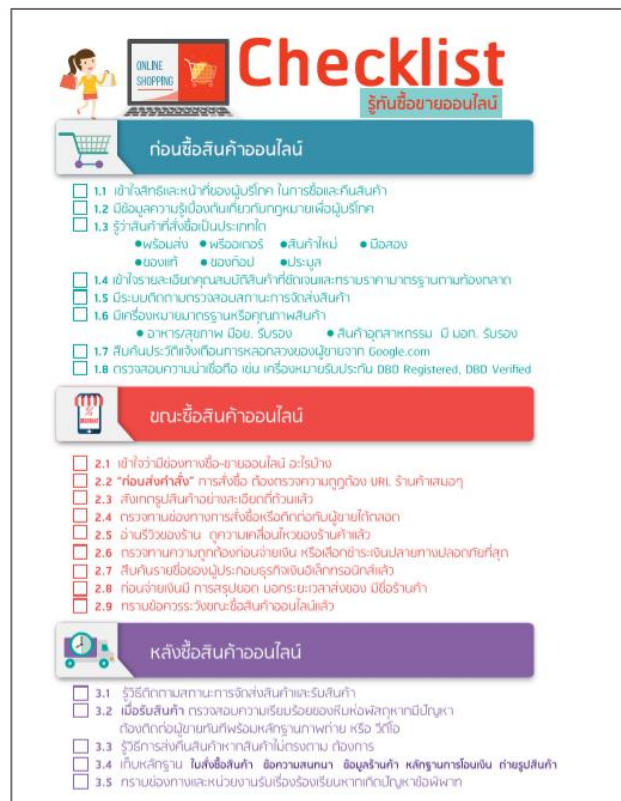 ONLINE
SHOPPING
Checklist
รู้ทันซื้อขายออนไลน์
ก่อนซื้อสินค้าออนไลน์
1.1 เข้าใจสิทธิและหน้าที่ของผู้บริโภค ในการซื้อและคืนสินค้า
1.2 มีข้อมูลความรู้เบื้องต้นเกี่ยวกับกฎหมายเพื่อผู้บริโภค
1.3 รู้ว่าสินค้าที่สั่งซื้อเป็นประเภทใด
●พร้อมส่ง ●พรีออเดอร์ ●สินค้าใหม่ ●มือสอง
●ของแท้ ●ของก๊อป ●ประมูล
1.4 เข้าใจรายละเอียดคุณสมบัติสินค้าที่ชัดเจนและทราบราคามาตรฐานตามท้องตลาด
1.5 มีระบบติดตามตรวจสอบสถานะการจัดส่งสินค้า
1.6 มีเครื่องหมายมาตรฐานหรือคุณภาพสินค้า
● อาหาร/สุขภาพ มีอย. รับรอง ● สินค้าอุตสาหกรรม มี มอก. รับรอง
1.7 สืบค้นประวัติแจ้งเตือนการหลอกลวงของผู้ขายจาก Google.com
1.8 ตรวจสอบความน่าเชื่อถือ เช่น เครื่องหมายรับประกัน DBD Registered, DBD Verified
ขณะซื้อสินค้าออนไลน์
2.1 เข้าใจว่ามีช่องทางซื้อ-ขายออนไลน์ อะไรบ้าง
2.2 "ก่อนส่งคำสั่ง" การสั่งซื้อ ต้องตรวจความถูกต้อง URL ร้านค้าเสมอๆ
2.3 สังเกตรูปสินค้าอย่างละเอียดถี่ถ้วนแล้ว
2.4 ตรวจทานช่องทางการสั่งซื้อหรือติดต่อกับผู้ขายได้ตลอด
2.5 อ่านรีวิวของร้าน ดูความเคลื่อนไหวของร้านค้าแล้ว
2.6 ตรวจทานความถูกต้องก่อนจ่ายเงิน หรือเลือกชำระเงินปลายทางปลอดภัยที่สุด
2.7 สืบค้นรายชื่อของผู้ประกอบธุรกิจเงินอิเล็กทรอนิกส์แล้ว
2.8 ก่อนจ่ายเงินมี การสรุปยอด บอกระยะเวลาส่งของ มีชื่อร้านค้า
2.9 ทราบข้อควรระวังขณะซื้อสินค้าออนไลน์แล้ว
หลังซื้อสินค้าออนไลน์
3.1 รู้วิธีติดตามสถานะการจัดส่งสินค้าและรับสินค้า
3.2 เมื่อรับสินค้า ตรวจสอบความเรียบร้อยของหีบห่อพัสดุหากมีปัญหา
ต้องติดต่อผู้ขายทันทีพร้อมหลักฐานภาพถ่าย หรือ วีดีโอ
3.3 รู้วิธีการส่งคืนสินค้าหากสินค้าไม่ตรงตาม ต้องการ
3.4 เก็บหลักฐาน ใบสั่งซื้อสินค้า ข้อความสนทนา ข้อมูลร้านค้า หลักฐานการโอนเงิน ถ่ายรูปสินค้า
3.5 ทราบช่องทางและหน่วยงานรับเรื่องร้องเรียนหากเกิดปัญหาข้อพิพาท